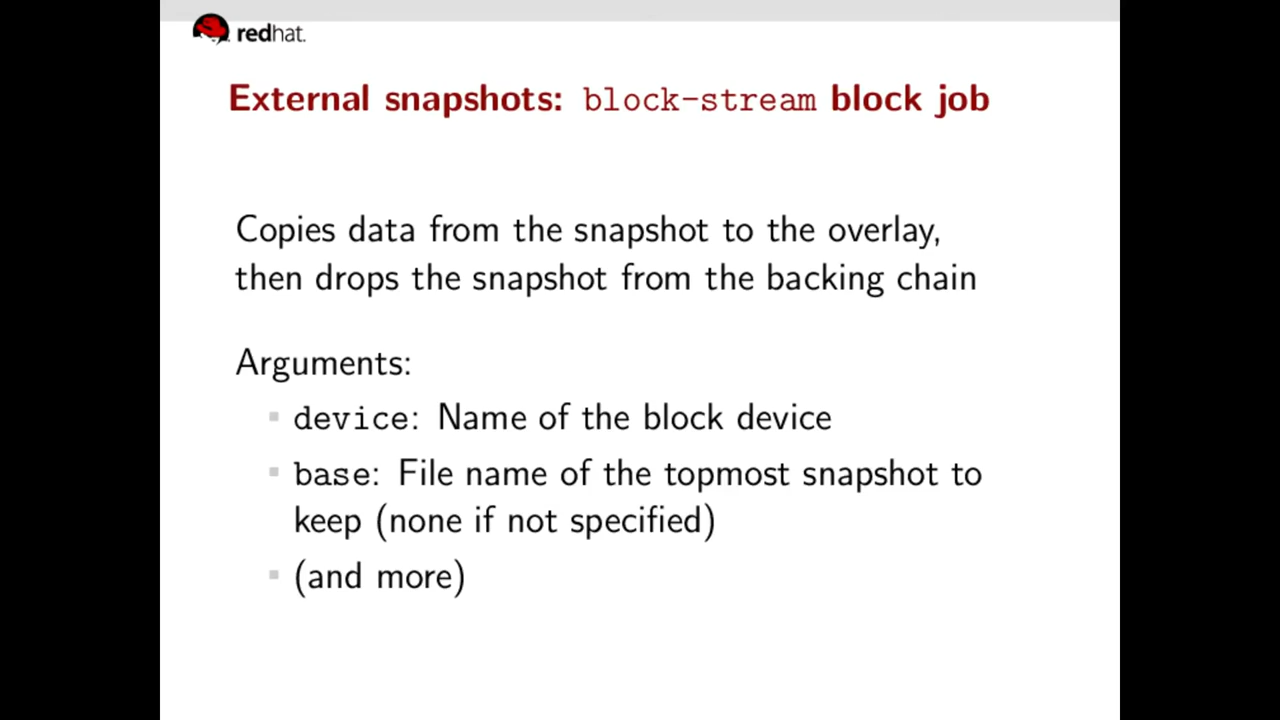 redhat.
External snapshots: block-stream block job
Copies data from the snapshot to the overlay,
then drops the snapshot from the backing chain
Arguments:
device: Name of the block device
base: File name of the topmost snapshot to
keep (none if not specified)
(and more)